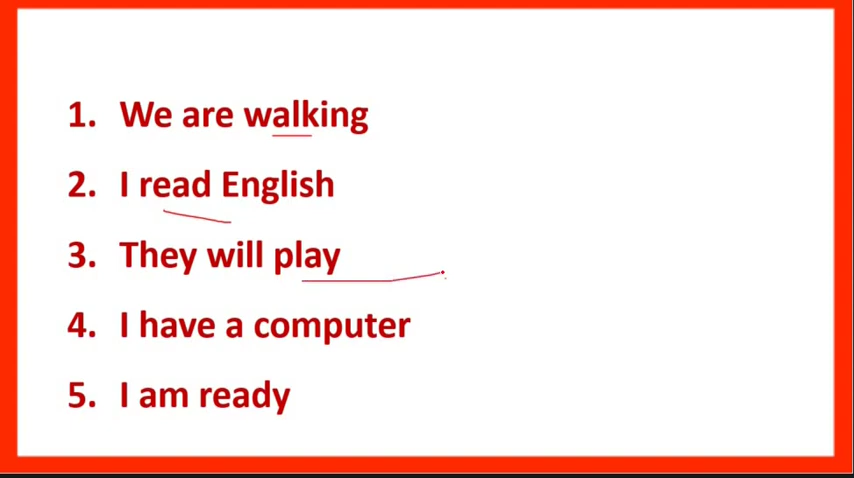 1. We are walking
2. I read English
3. They will play
4. I have a computer
5. I am ready